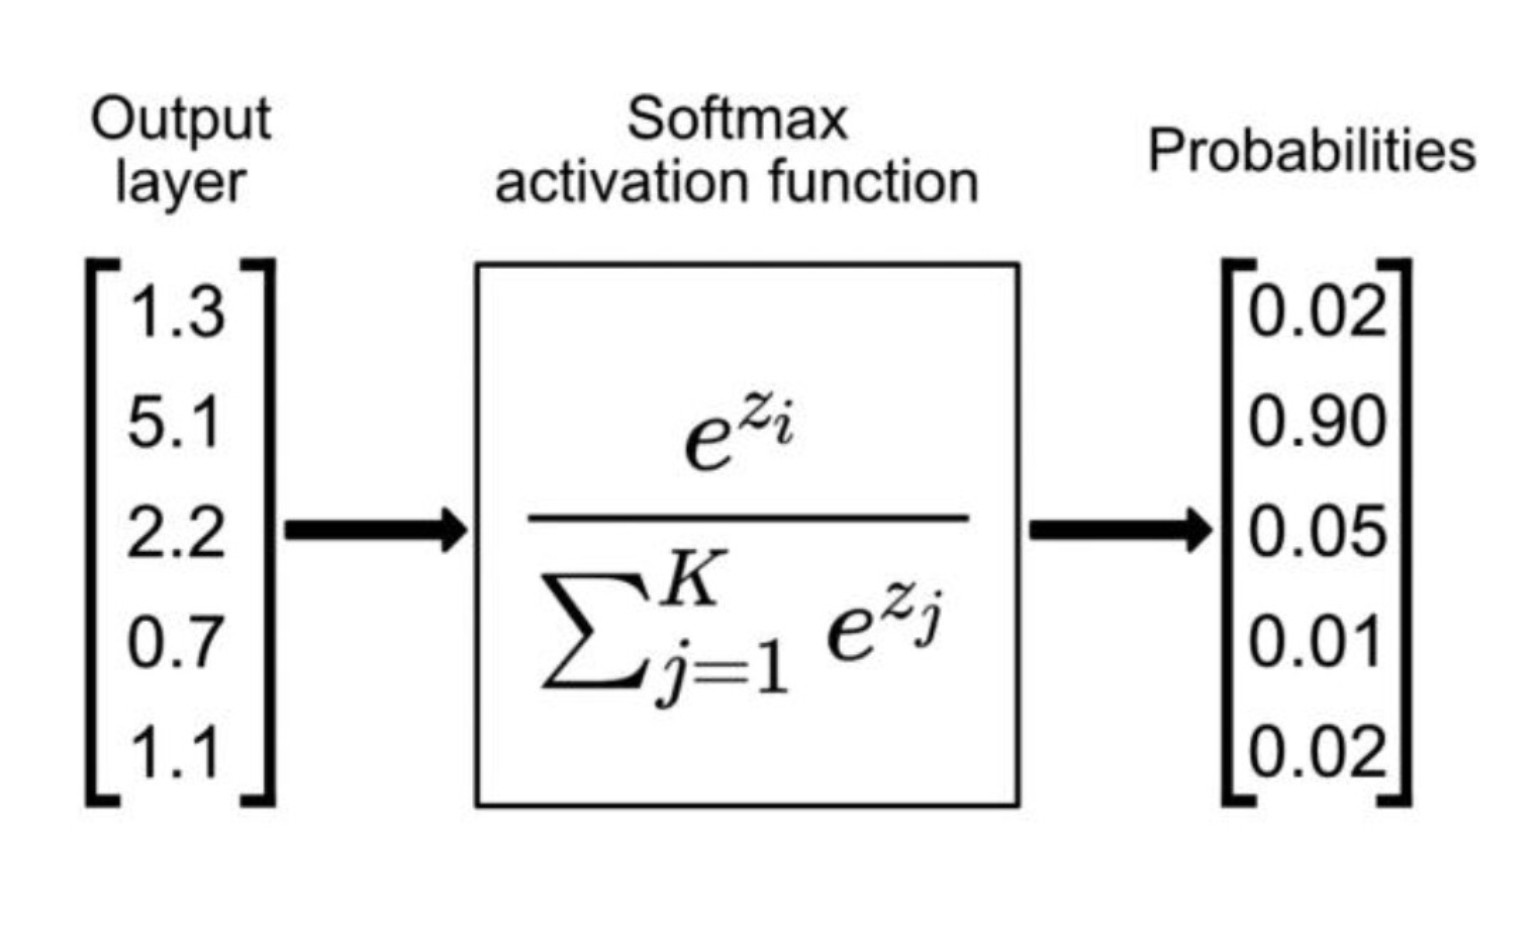 Output
layer
Softmax
activation function
Probabilities
1.3
5.1
2.2
0.7
1.1
e^{z_i}
∑_{j=1}^{K} e^{z_j}
0.02
0.90
0.05
0.01
0.02